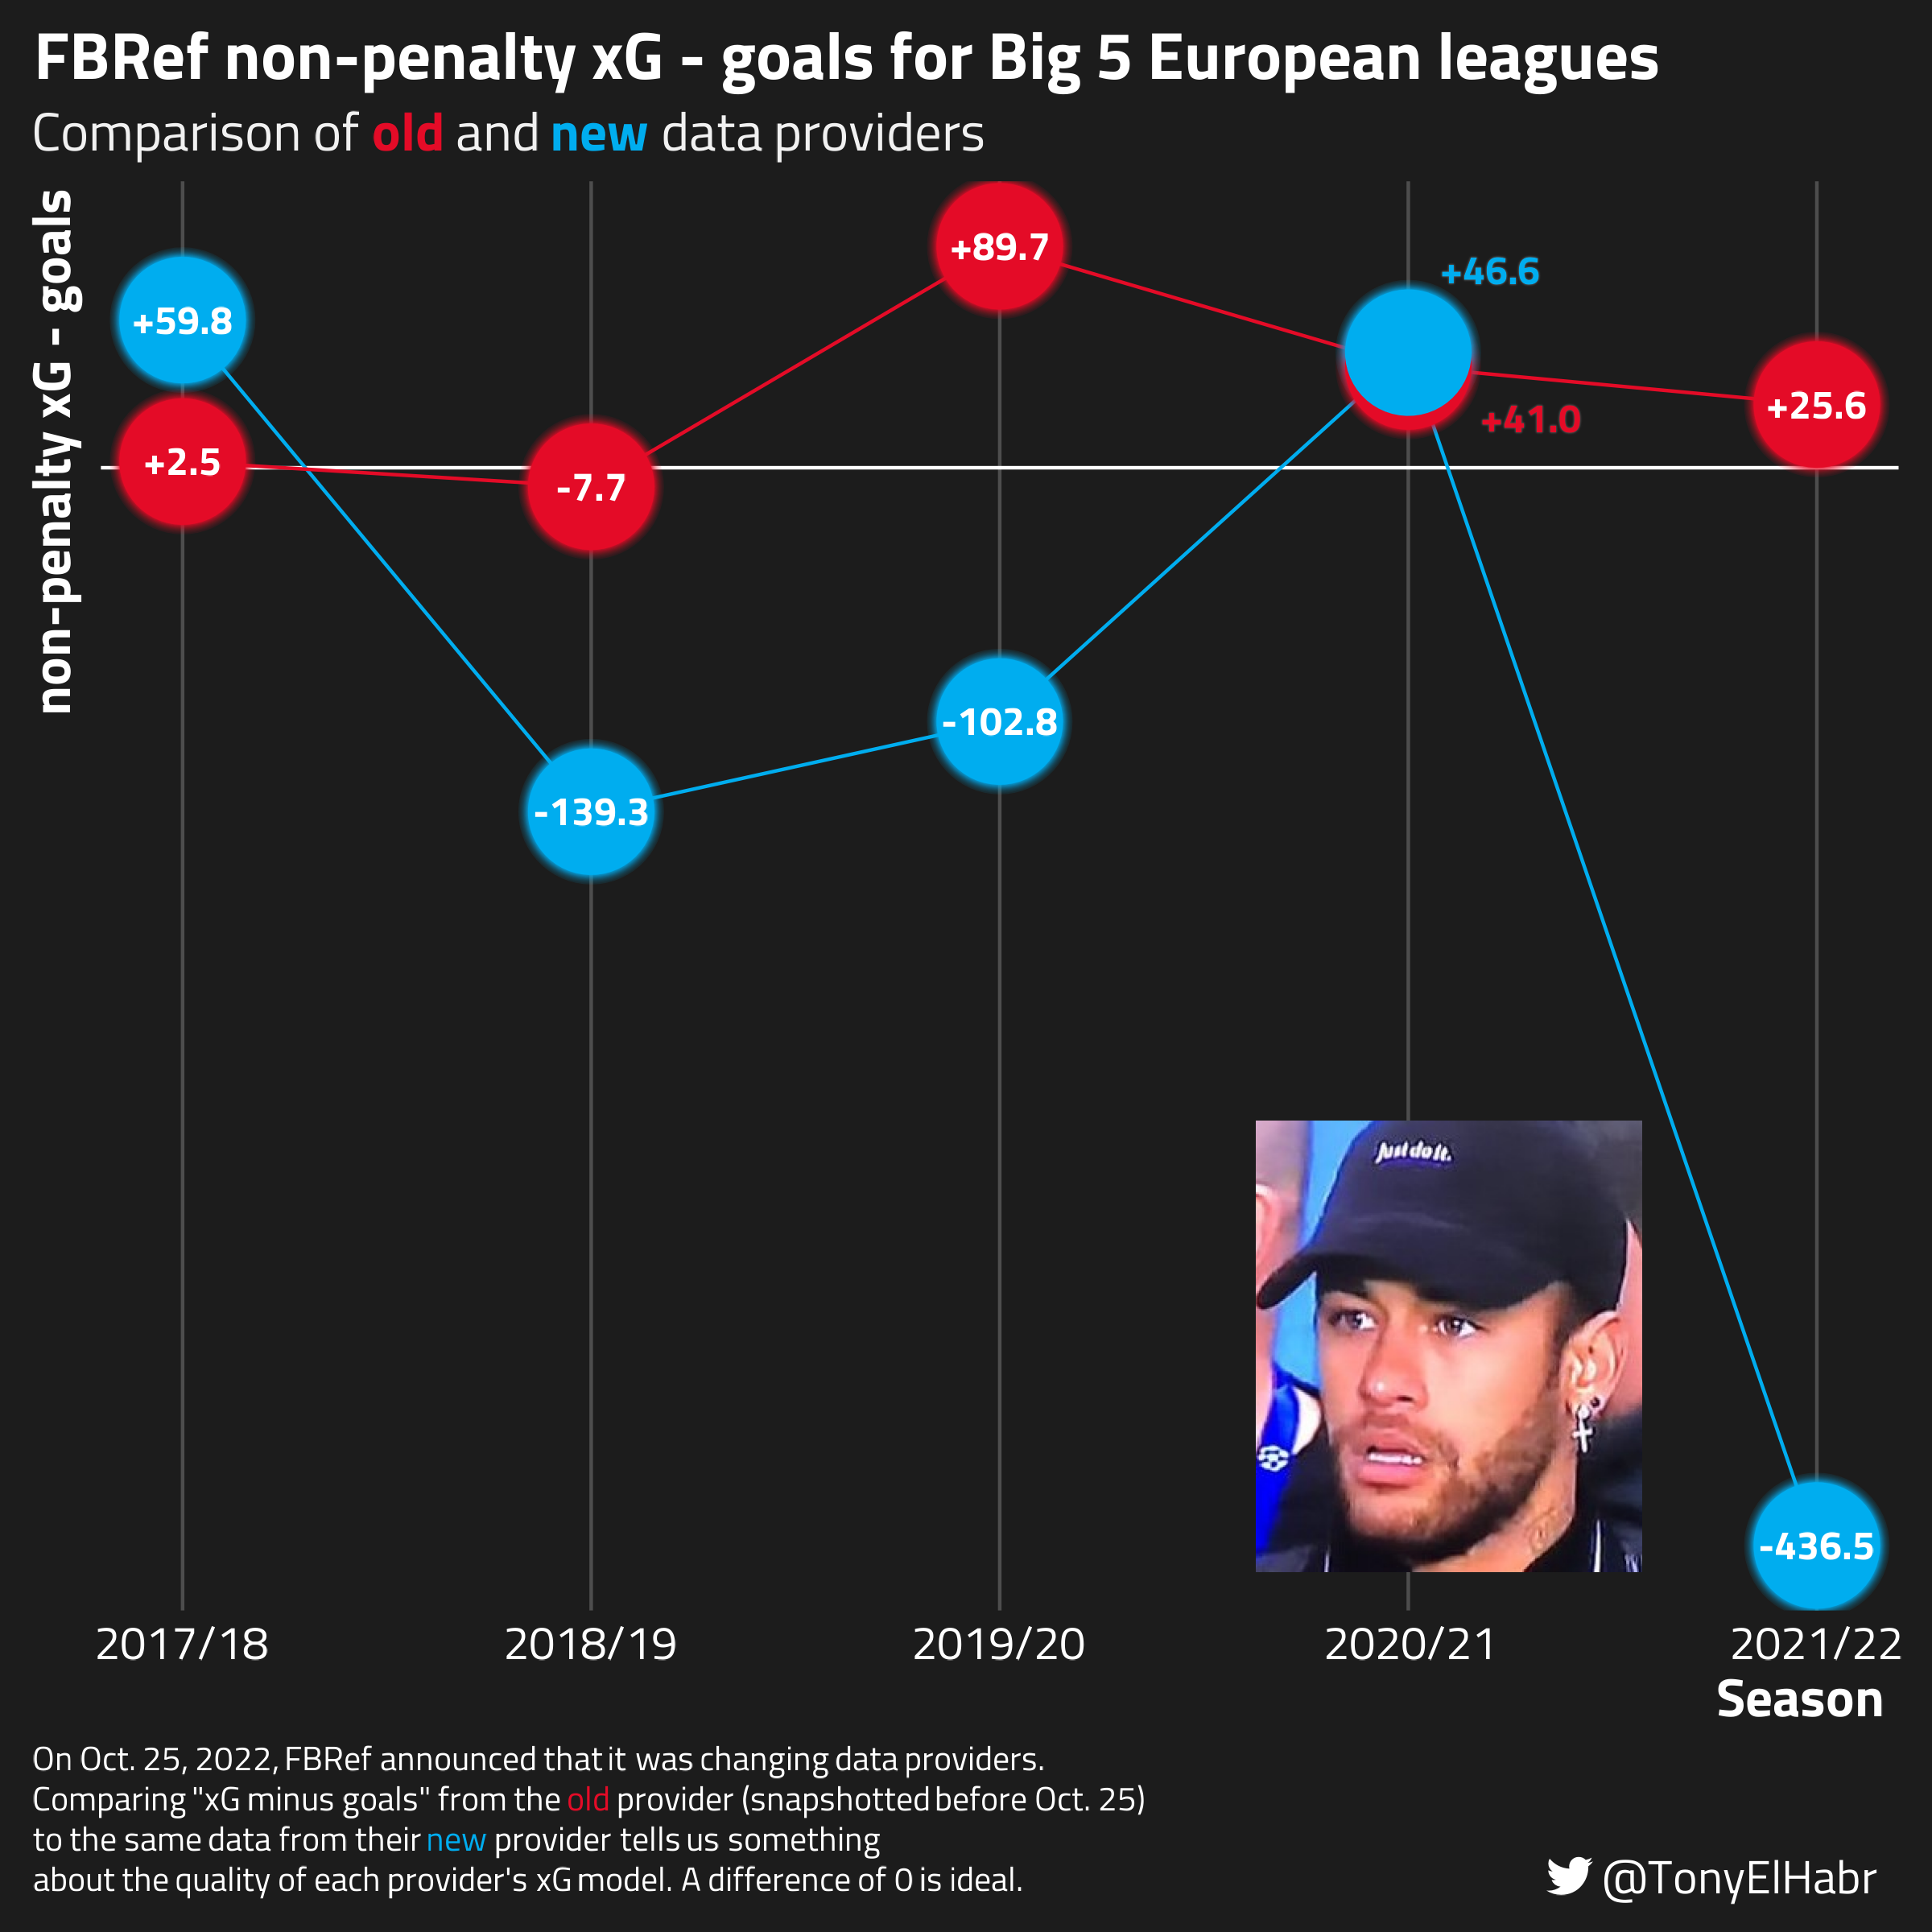 FBRef non-penalty xG - goals for Big 5 European leagues
Comparison of old and new data providers
non-penalty xG - goals
+59.8
+2.5
-7.7
-139.3
+89.7
-102.8
+46.6
+41.0
+25.6
-436.5
Just do it.
2017/18
2018/19
2019/20
2020/21
2021/22
Season
On Oct. 25, 2022, FBRef announced that it was changing data providers.
Comparing "xG minus goals" from the old provider (snapshotted before Oct. 25)
to the same data from their new provider tells us something
about the quality of each provider's xG model. A difference of 0 is ideal.
@TonyElHabr